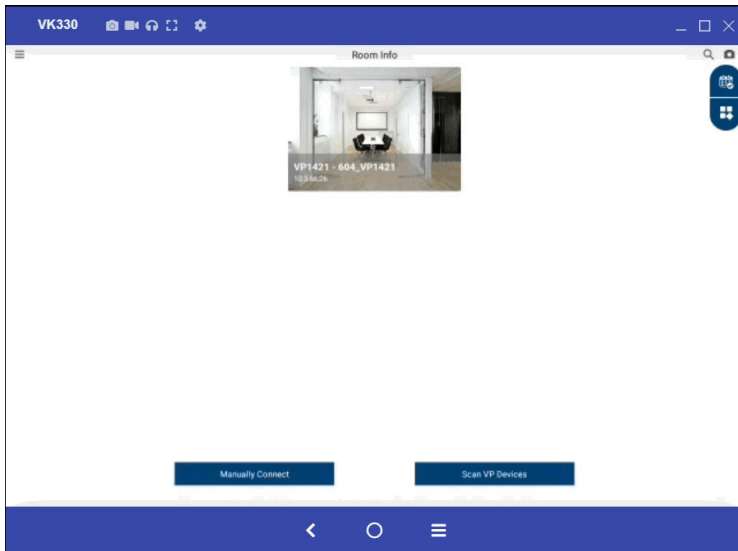 VK330
Room Info
VP1421 - 604_VP1421
10.3.66.26
Manually Connect
Scan VP Devices